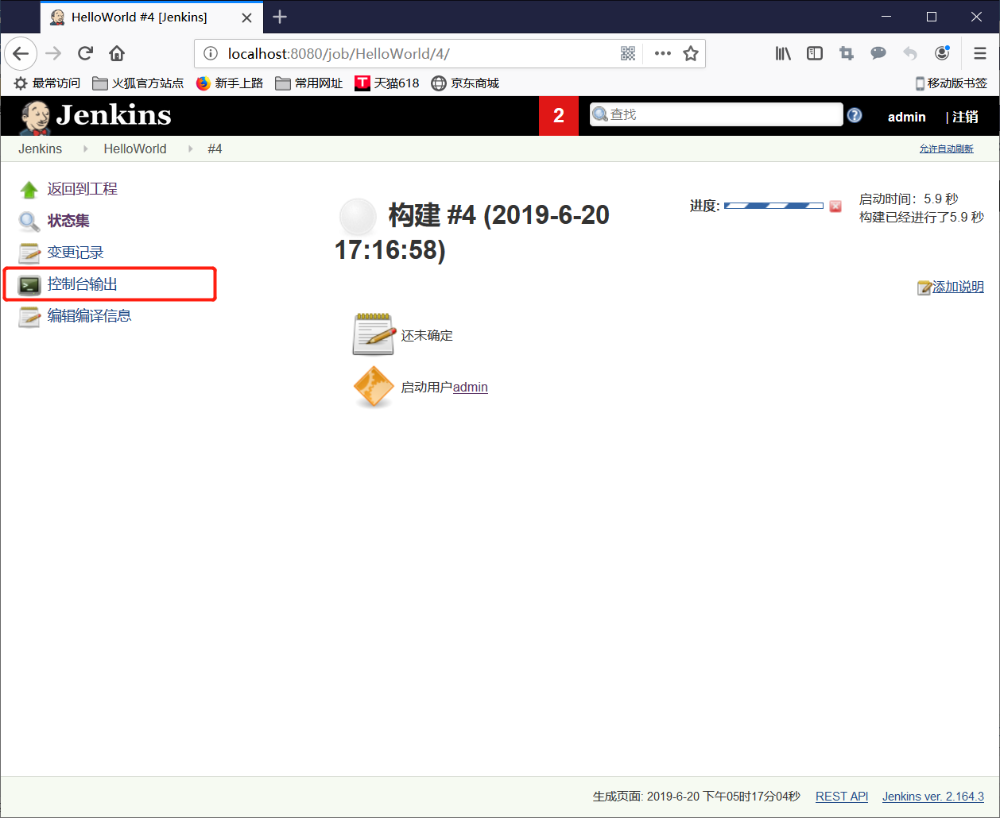 HelloWorld #4 [Jenkins]
localhost:8080/job/HelloWorld/4/
最常访问 火狐官方站点 新手上路 常用网址 T 天猫618 京东商城 移动版书签
Jenkins 2 查找 ? admin | 注销
Jenkins HelloWorld #4 允许自动刷新
返回到工程
状态集
变更记录
控制台输出
编辑编译信息
构建 #4 (2019-6-20
17:16:58)
进度:
启动时间：5.9 秒
构建已经进行了5.9 秒
添加说明
还未确定
启动用户admin
生成页面: 2019-6-20 下午05时17分04秒 REST API Jenkins ver. 2.164.3